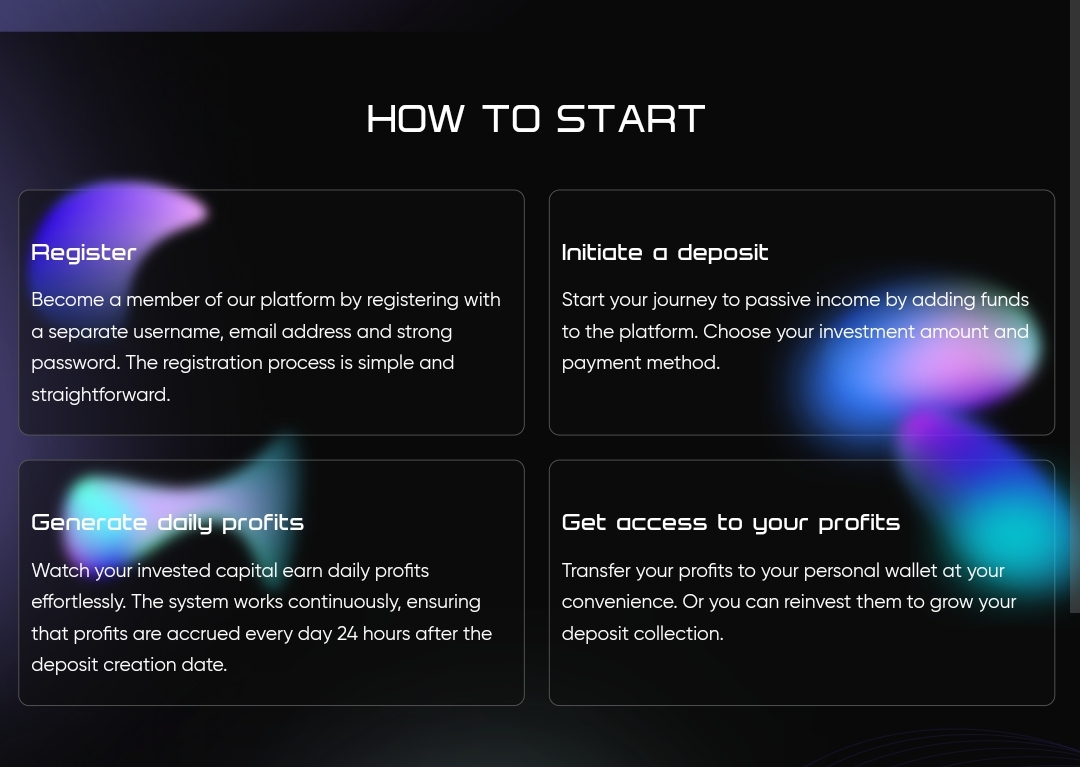 HOW TO START
Register
Become a member of our platform by registering with
a separate username, email address and strong
password. The registration process is simple and
straightforward.
Initiate a deposit
Start your journey to passive income by adding funds
to the platform. Choose your investment amount and
payment method.
Generate daily profits
Watch your invested capital earn daily profits
effortlessly. The system works continuously, ensuring
that profits are accrued every day 24 hours after the
deposit creation date.
Get access to your profits
Transfer your profits to your personal wallet at your
convenience. Or you can reinvest them to grow your
deposit collection.